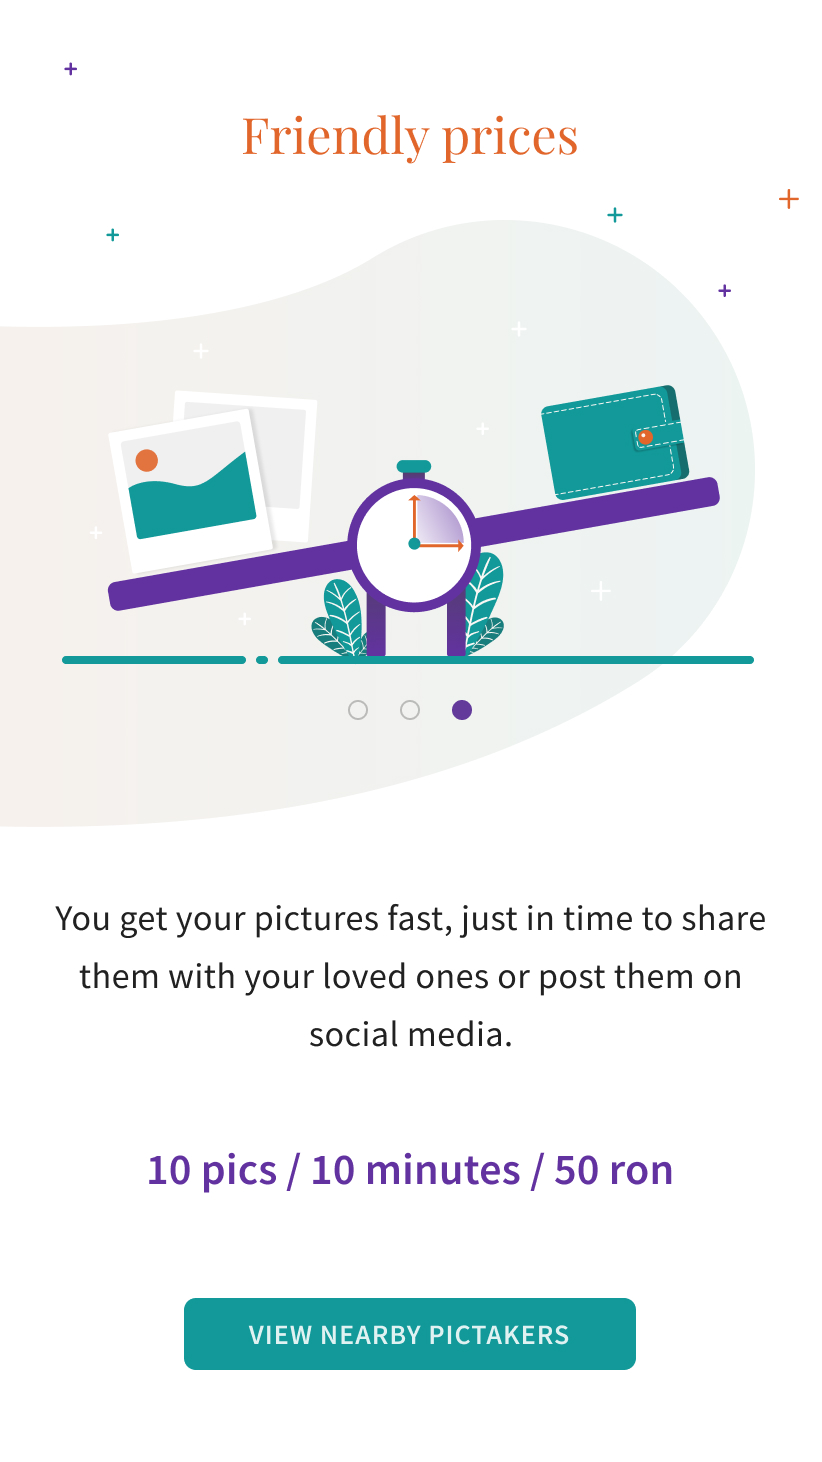 Friendly prices
You get your pictures fast, just in time to share
them with your loved ones or post them on
social media.
10 pics / 10 minutes / 50 ron
VIEW NEARBY PICTAKERS